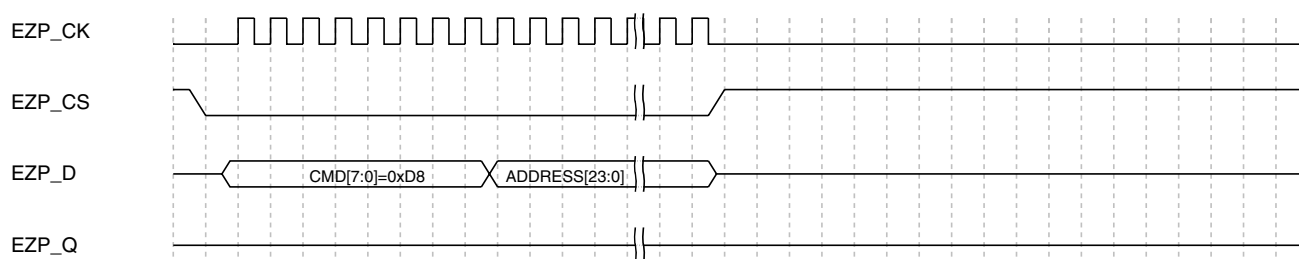 EZP_CK
EZP_CS
EZP_D
CMD[7:0]=0xD8
ADDRESS[23:0]
EZP_Q